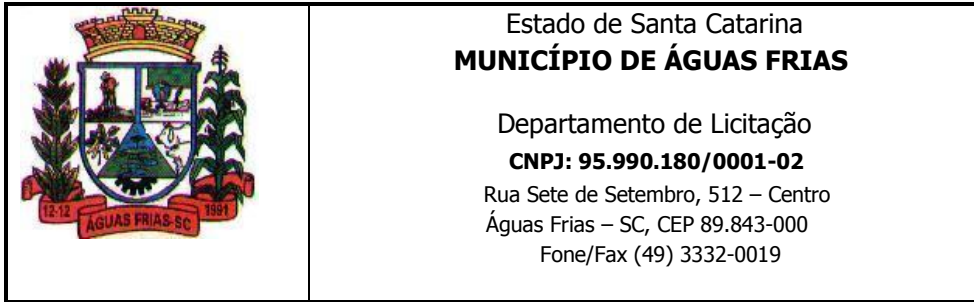 Estado de Santa Catarina
MUNICÍPIO DE ÁGUAS FRIAS
Departamento de Licitação
CNPJ: 95.990.180/0001-02
Rua Sete de Setembro, 512 – Centro
Águas Frias – SC, CEP 89.843-000
Fone/Fax (49) 3332-0019
12-12
ÁGUAS FRIAS-SC
1991